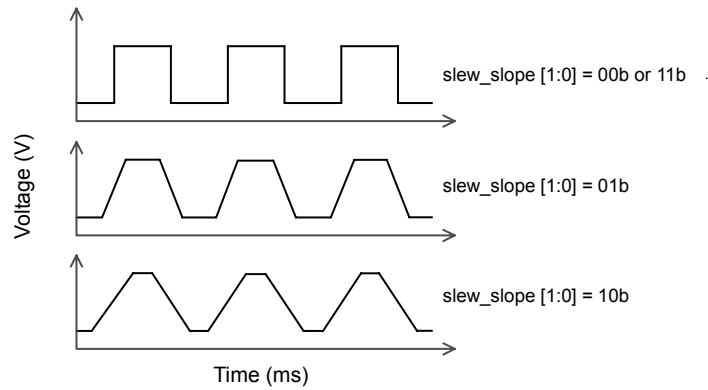 slew_slope [1:0] = 00b or 11b
Voltage (V)
slew_slope [1:0] = 01b
slew_slope [1:0] = 10b
Time (ms)